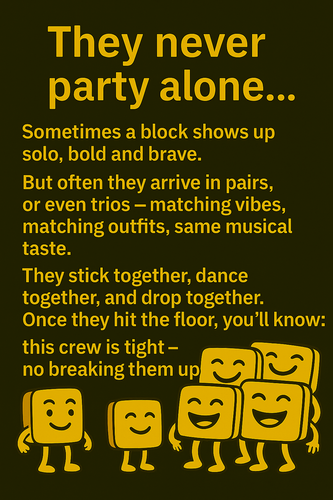 They never
party alone...
Sometimes a block shows up
solo, bold and brave.
But often they arrive in pairs,
or even trios – matching vibes,
matching outfits, same musical
taste.
They stick together, dance
together, and drop together.
Once they hit the floor, you'll know:
this crew is tight –
no breaking them up